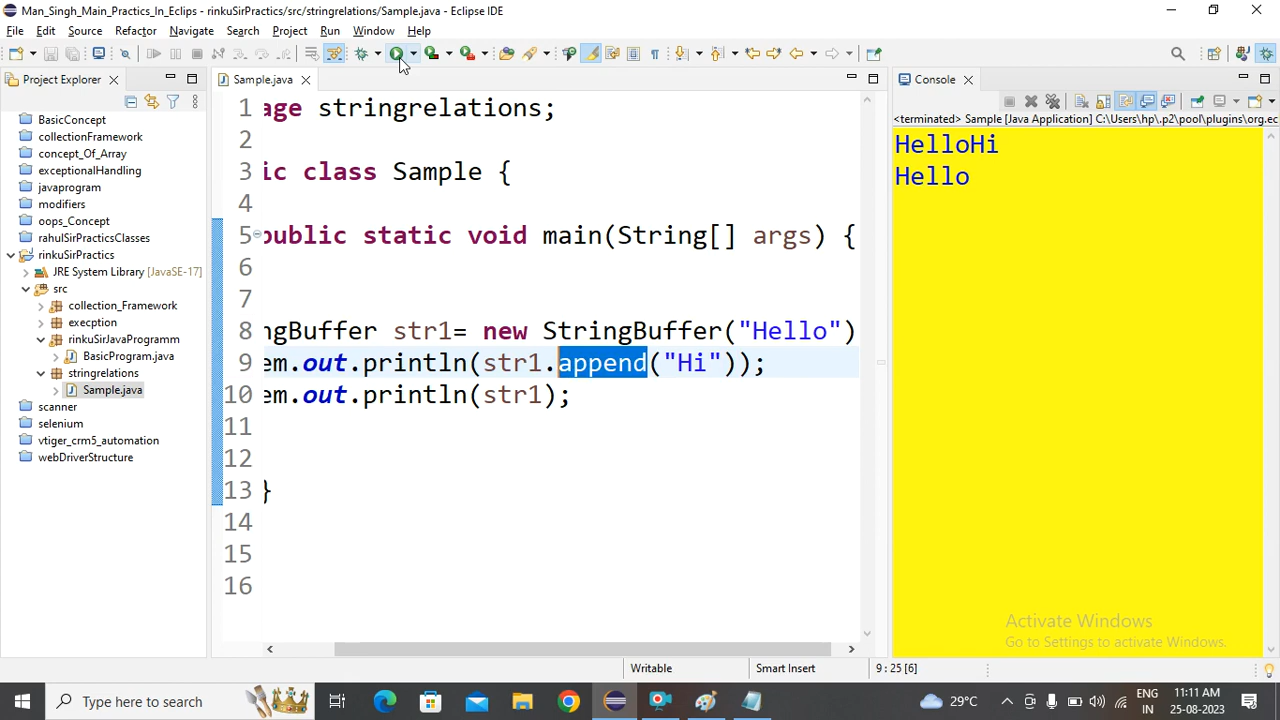 Man_Singh_Main_Practics_In_Eclips - rinkuSirPractics/src/stringrelations/Sample.java - Eclipse IDE
File Edit Source Refactor Navigate Search Project Run Window Help
Project Explorer
Sample.java
Console
BasicConcept
collectionFramework
concept_Of_Array
exceptionalHandling
javaprogram
modifers
oops_Concept
rahulSirPracticsClasses
rinkuSirPractics
JRE System Library [JavaSE-17]
src
collection_Framework
execption
rinkuSirJavaProgramm
BasicProgram.java
stringrelations
Sample.java
scanner
selenium
vtiger_crm5_automation
webDriverStructure
1 age stringrelations;
2
3 ic class Sample {
4
5 public static void main(String[] args) {
6
7
8 ngBuffer str1= new StringBuffer("Hello")
9 em.out.println(str1.append("Hi"));
10 em.out.println(str1);
11
12
13 }
14
15
16
<terminated> Sample [Java Application] C:\Users\hp\.p2\pool\plugins\org.ec
HelloHi
Hello
Activate Windows
Go to Settings to activate Windows.
Writable Smart Insert 9 : 25 [6]
Type here to search
29°C
ENG
IN
11:11 AM
25-08-2023